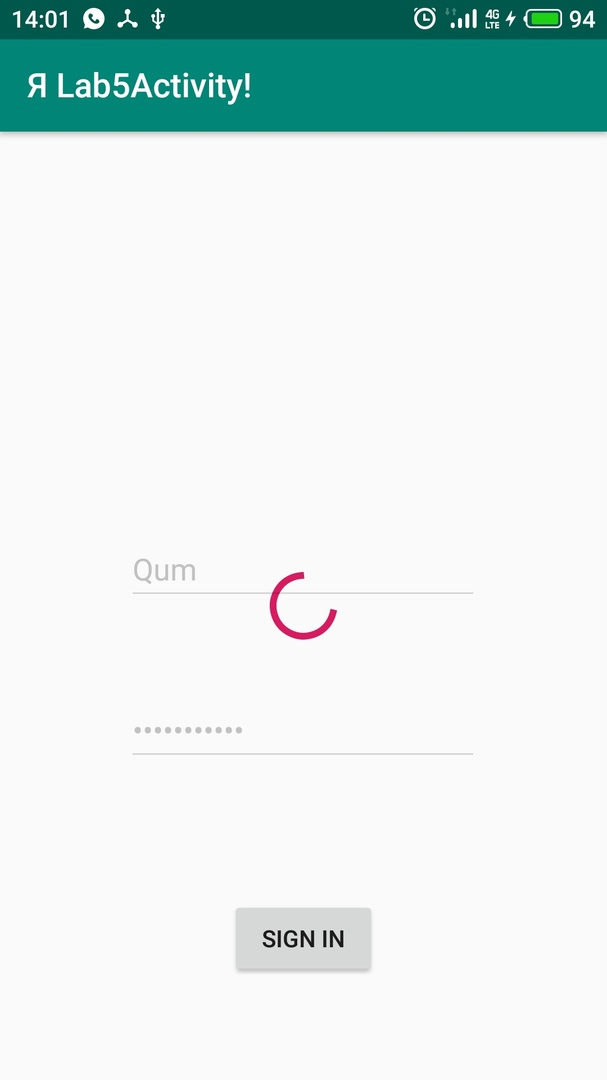 14:01 4G LTE 94
Я Lab5Activity!
Qum
•••••••••••
SIGN IN